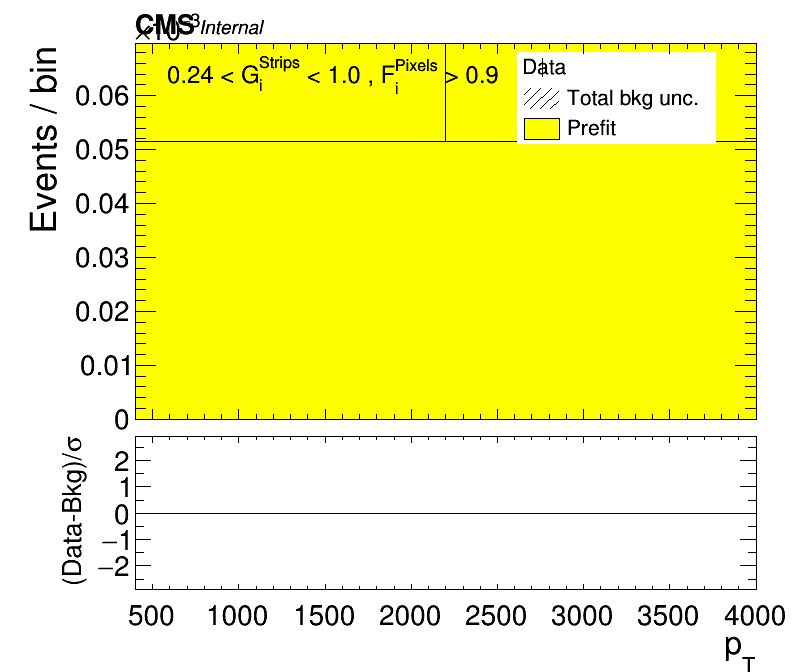 CMS Internal
×10³
Events / bin
0.24 < G_i^Strips < 1.0 , F_i^Pixels > 0.9
Data
Total bkg unc.
Prefit
0.06
0.05
0.04
0.03
0.02
0.01
0
(Data-Bkg)/σ
2
1
0
−1
−2
500 1000 1500 2000 2500 3000 3500 4000
p_T